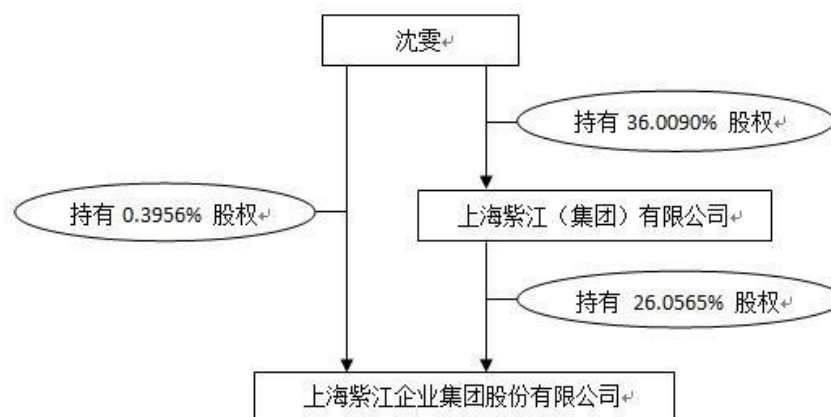 沈雯↵
持有 36.0090% 股权↵
持有 0.3956% 股权↵
上海紫江（集团）有限公司↵
持有 26.0565% 股权↵
上海紫江企业集团股份有限公司↵